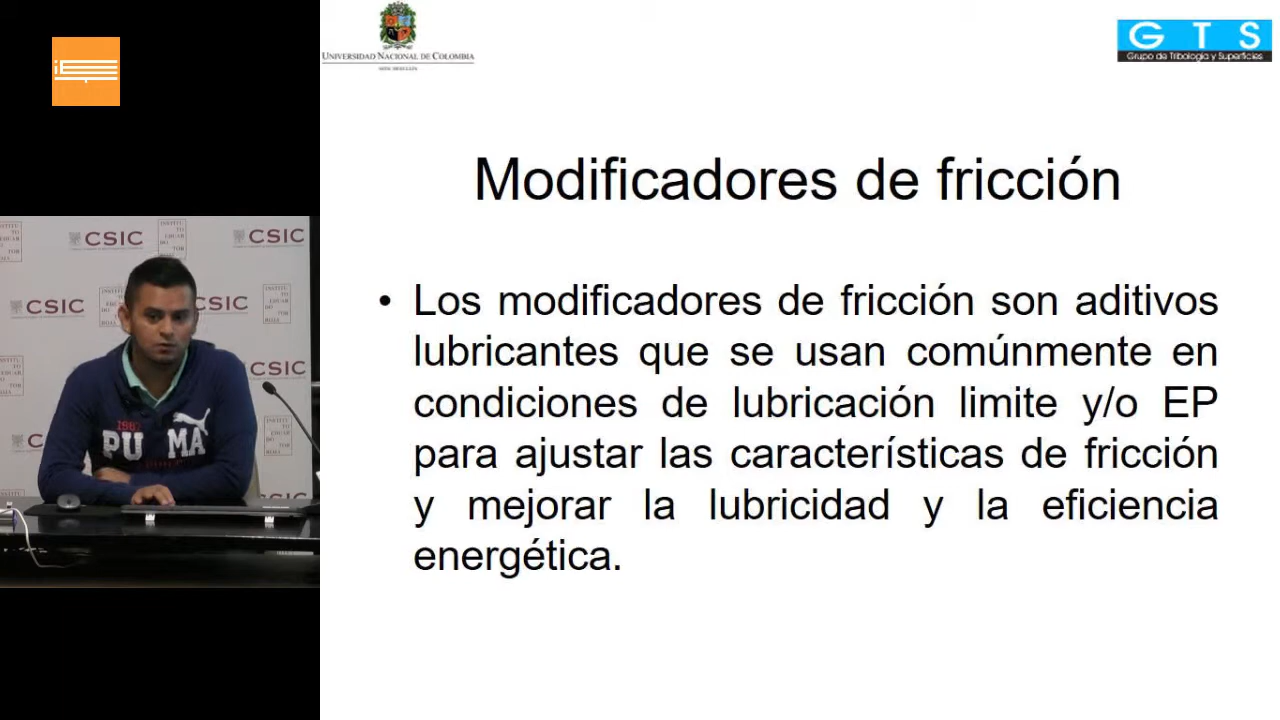 UNIVERSIDAD NACIONAL DE COLOMBIA
GTS
Grupo de Tribología y Superficies
Modificadores de fricción
• Los modificadores de fricción son aditivos
lubricantes que se usan comúnmente en
condiciones de lubricación limite y/o EP
para ajustar las características de fricción
y mejorar la lubricidad y la eficiencia
energética.
CSIC
CSIC
CSIC
CSIC
CSIC
PUMA